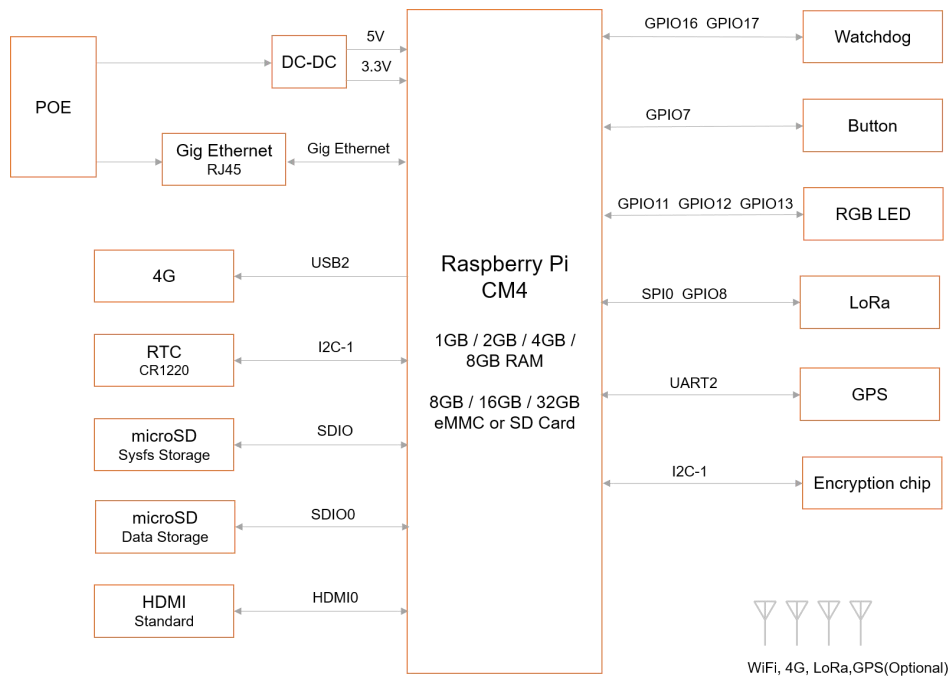 POE
DC-DC
5V
3.3V
Gig Ethernet
RJ45
Gig Ethernet
4G
USB2
RTC
CR1220
I2C-1
microSD
Sysfs Storage
SDIO
microSD
Data Storage
SDIO0
HDMI
Standard
HDMI0
Raspberry Pi
CM4
1GB / 2GB / 4GB /
8GB RAM
8GB / 16GB / 32GB
eMMC or SD Card
GPIO16 GPIO17
Watchdog
GPIO7
Button
GPIO11 GPIO12 GPIO13
RGB LED
SPI0 GPIO8
LoRa
UART2
GPS
I2C-1
Encryption chip
WiFi, 4G, LoRa,GPS(Optional)